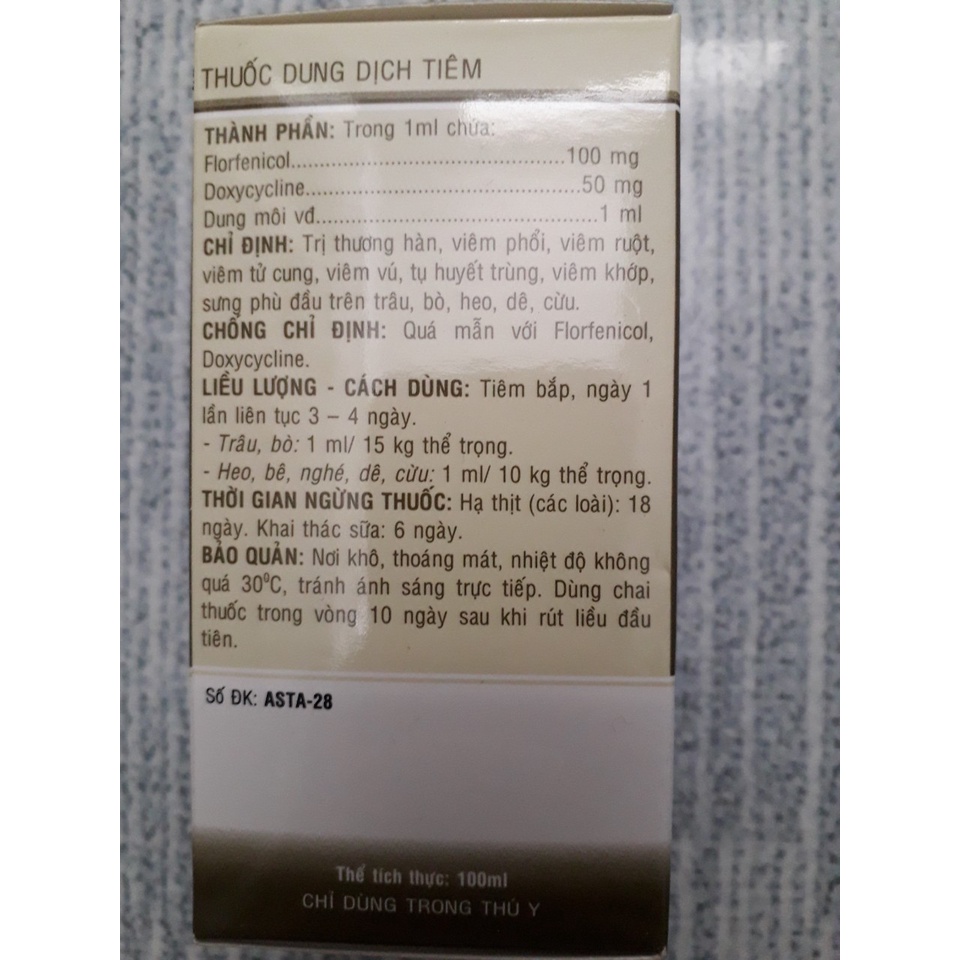 THUỐC DUNG DỊCH TIÊM
THÀNH PHẦN: Trong 1ml chứa:
Florfenicol..............................................100 mg
Doxycycline..............................................50 mg
Dung môi vđ..............................................1 ml
CHỈ ĐỊNH: Trị thương hàn, viêm phổi, viêm ruột,
viêm tử cung, viêm vú, tụ huyết trùng, viêm khớp,
sưng phù đầu trên trâu, bò, heo, dê, cừu.
CHỐNG CHỈ ĐỊNH: Quá mẫn với Florfenicol,
Doxycycline.
LIỀU LƯỢNG - CÁCH DÙNG: Tiêm bắp, ngày 1
lần liên tục 3 – 4 ngày.
- Trâu, bò: 1 ml/ 15 kg thể trọng.
- Heo, bê, nghé, dê, cừu: 1 ml/ 10 kg thể trọng.
THỜI GIAN NGỪNG THUỐC: Hạ thịt (các loài): 18
ngày. Khai thác sữa: 6 ngày.
BẢO QUẢN: Nơi khô, thoáng mát, nhiệt độ không
quá 30⁰C, tránh ánh sáng trực tiếp. Dùng chai
thuốc trong vòng 10 ngày sau khi rút liều đầu
tiên.
Số ĐK: ASTA-28
Thể tích thực: 100ml
CHỈ DÙNG TRONG THÚ Y